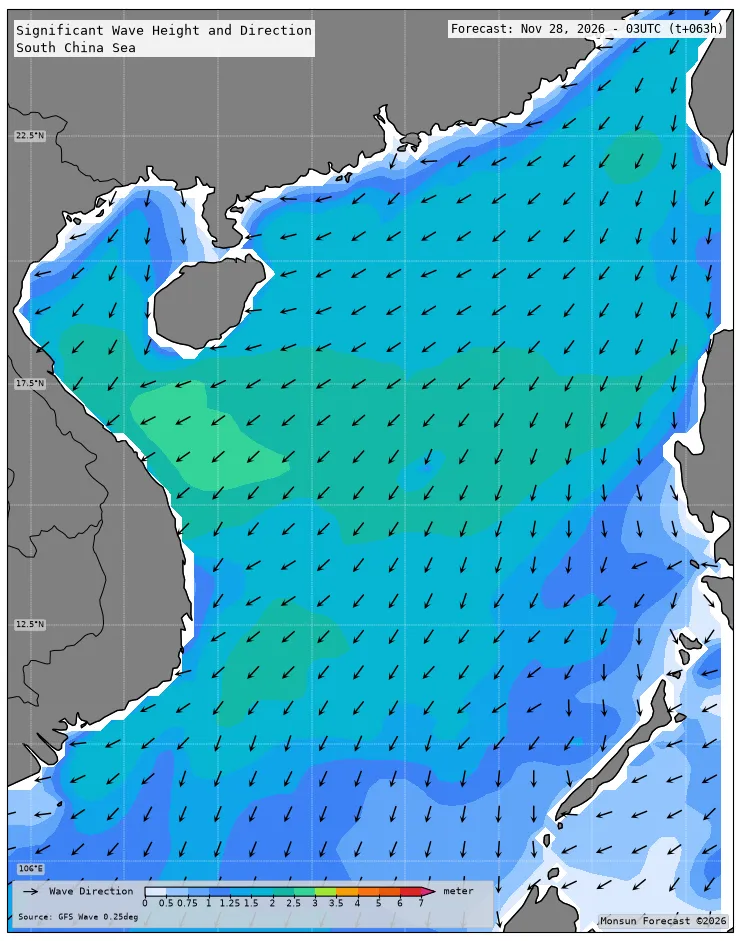 Significant Wave Height and Direction
South China Sea
Forecast: Nov 28, 2026 - 03UTC (t+063h)
22.5°N
17.5°N
12.5°N
106°E
Wave Direction
meter
0 0.5 0.75 1 1.25 1.5 2 2.5 3 3.5 4 5 6 7
Source: GFS Wave 0.25deg
Monsun Forecast ©2026